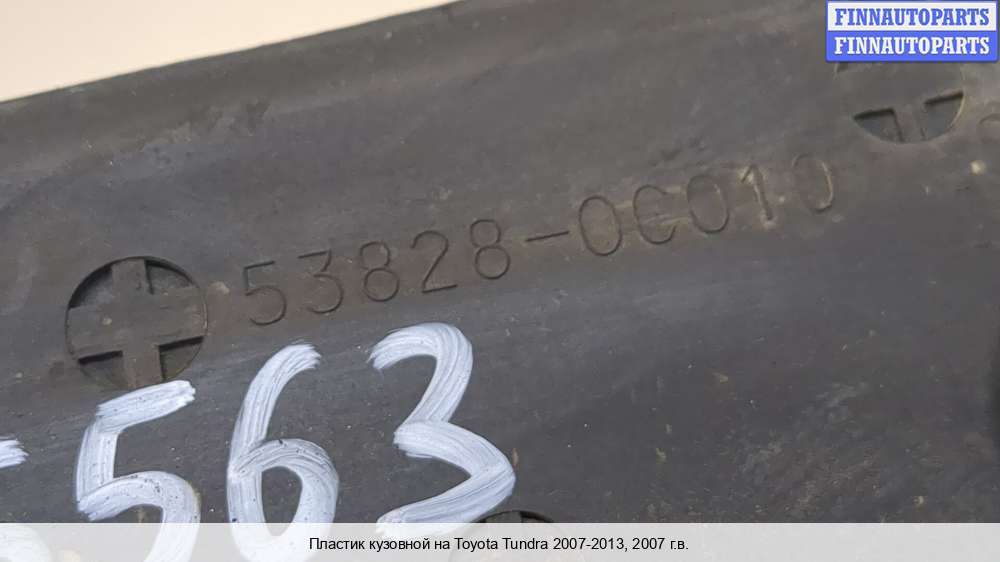 FINNAUTOPARTS
FINNAUTOPARTS
53828-0C010
563
Пластик кузовной на Toyota Tundra 2007-2013, 2007 г.в.